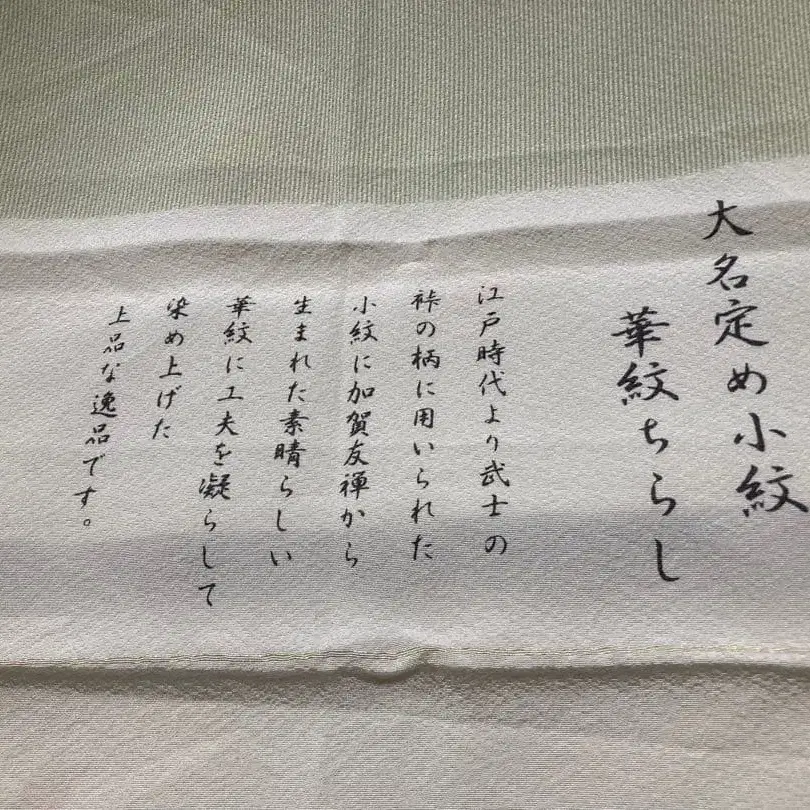 大名定め小紋
華紋ちらし
江戸時代より武士の
裃の柄に用いられた
小紋に加賀友禅から
生まれた素晴らしい
華紋に工夫を凝らして
染め上げた
上品な逸品です。